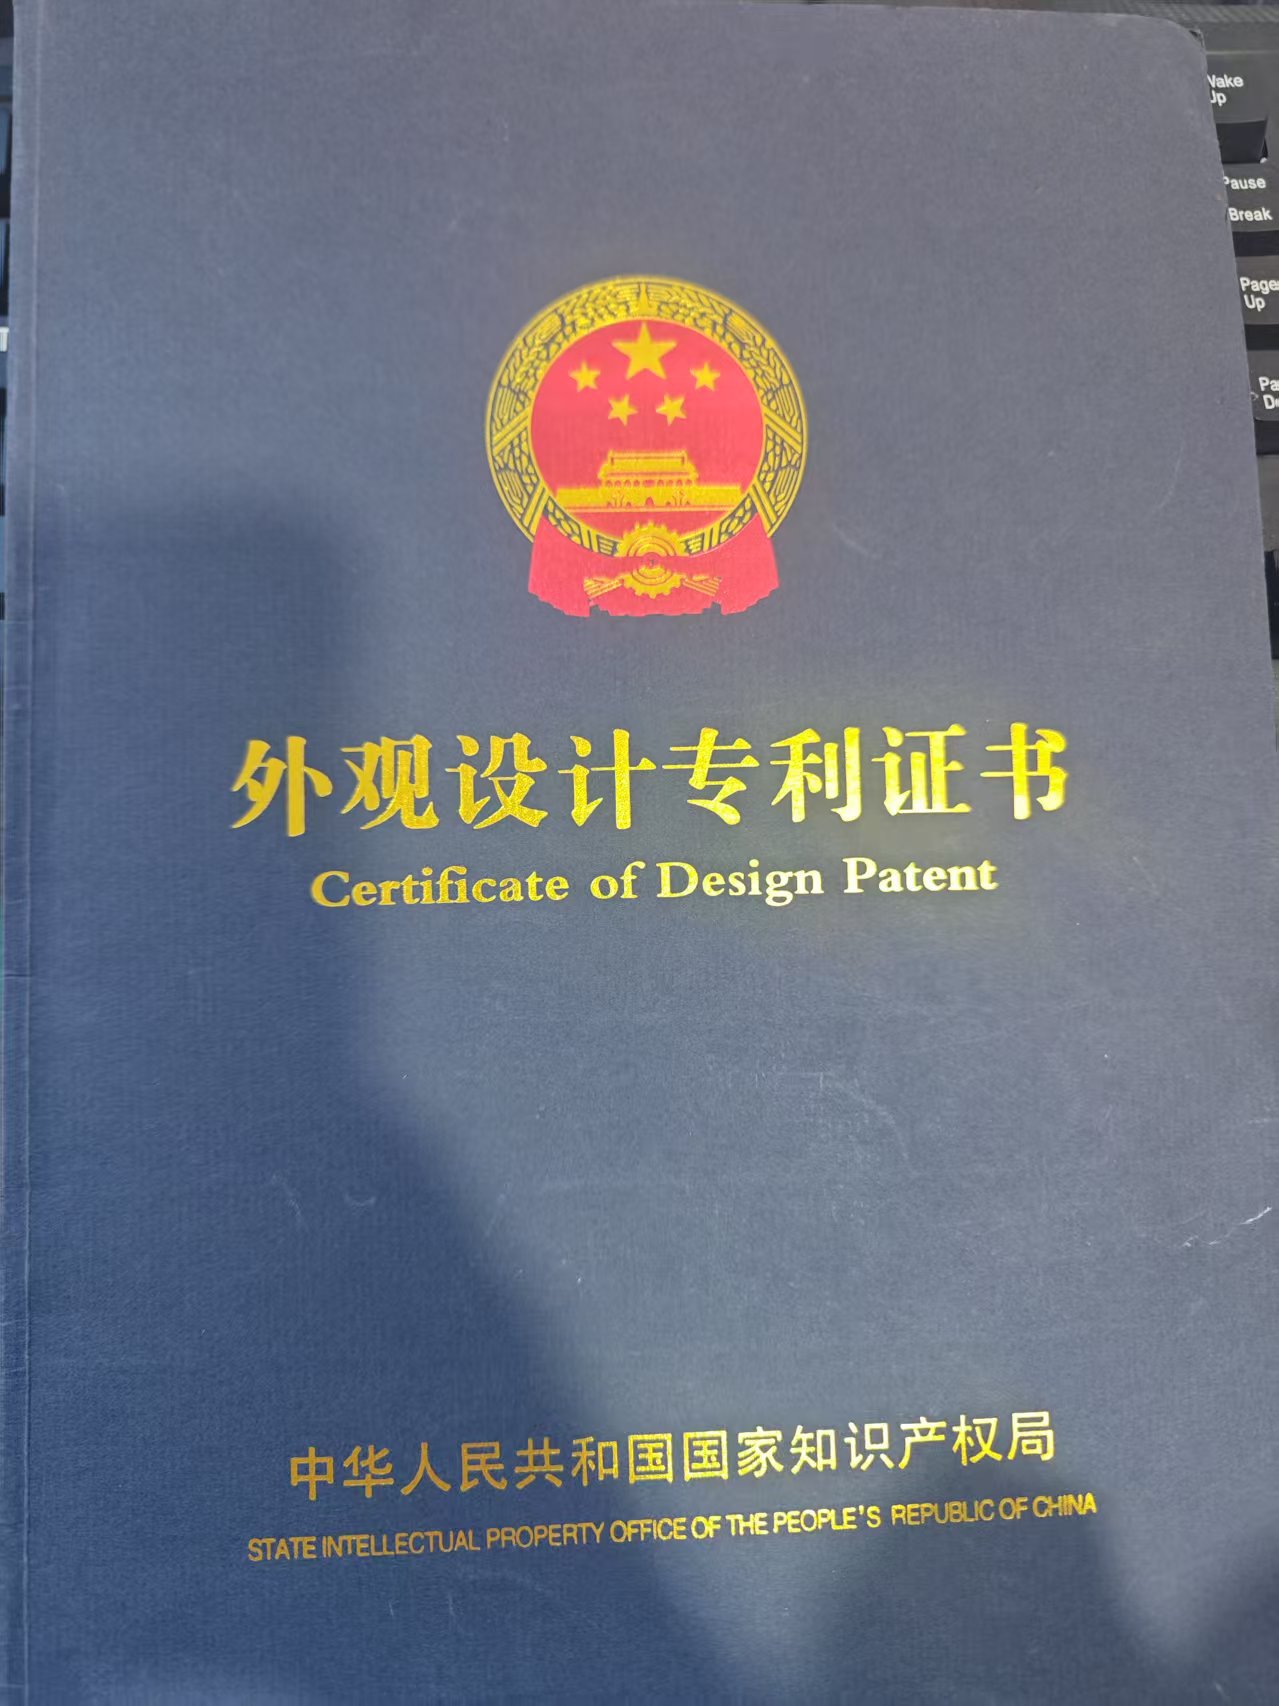 Wake
Up
Pause
Break
Page
Up
外观设计专利证书
Certificate of Design Patent
中华人民共和国国家知识产权局
STATE INTELLECTUAL PROPERTY OFFICE OF THE PEOPLE'S REPUBLIC OF CHINA